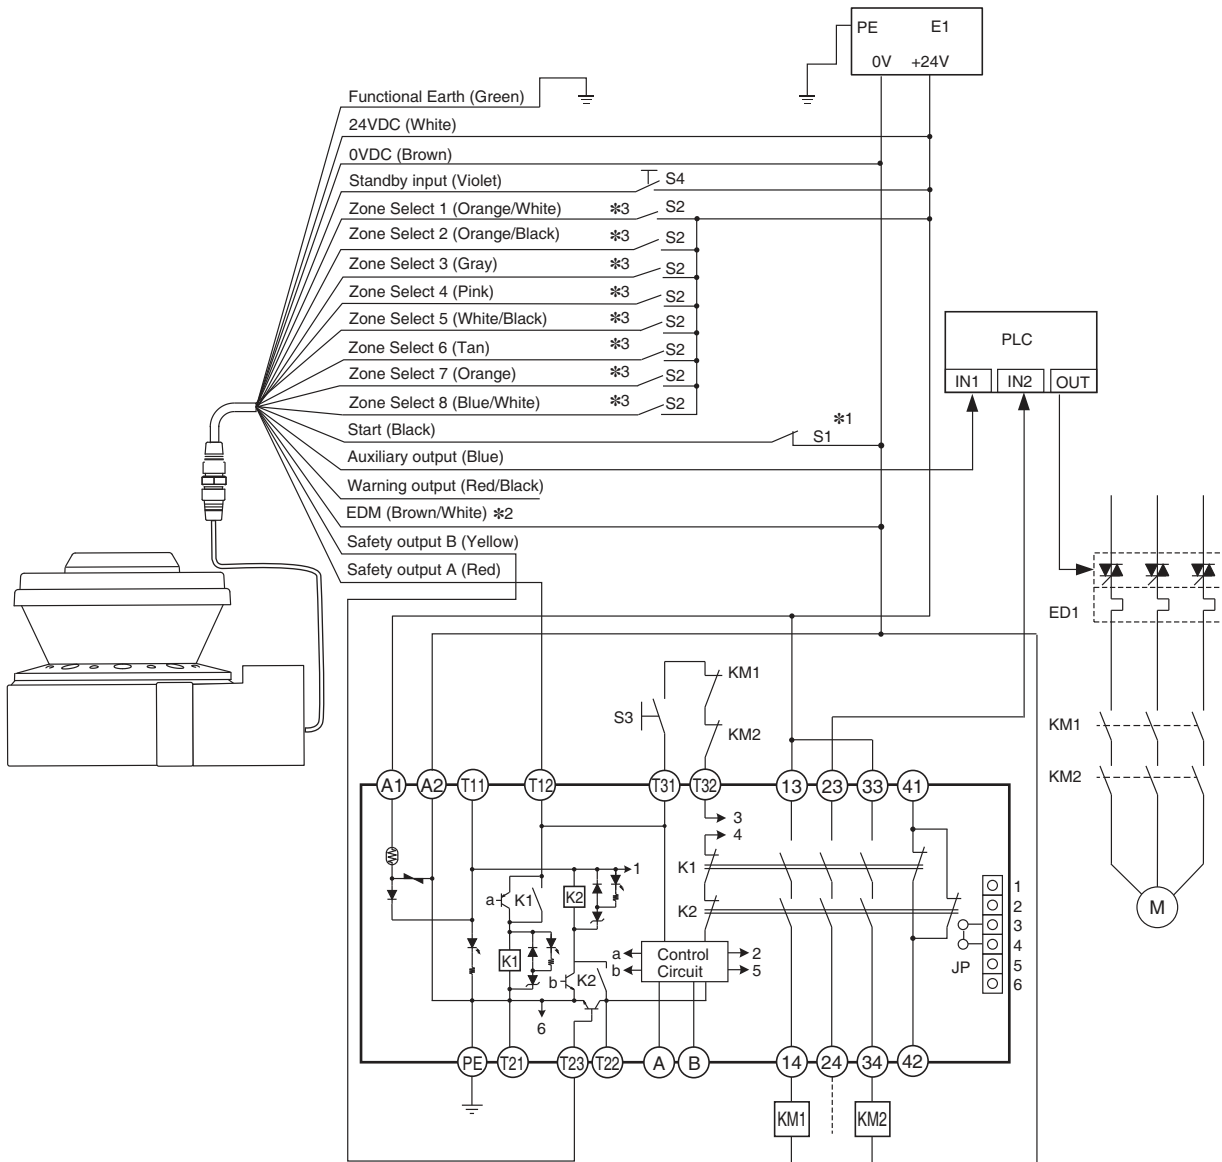 PE E1
0V +24V
Functional Earth (Green)
24VDC (White)
0VDC (Brown)
Standby input (Violet) S4
Zone Select 1 (Orange/White) ✻3 S2
Zone Select 2 (Orange/Black) ✻3 S2
Zone Select 3 (Gray) ✻3 S2
Zone Select 4 (Pink) ✻3 S2
Zone Select 5 (White/Black) ✻3 S2
Zone Select 6 (Tan) ✻3 S2
Zone Select 7 (Orange) ✻3 S2
Zone Select 8 (Blue/White) ✻3 S2
Start (Black) S1 ✻1
Auxiliary output (Blue)
Warning output (Red/Black)
EDM (Brown/White) ✻2
Safety output B (Yellow)
Safety output A (Red)
PLC
IN1 IN2 OUT
ED1
KM1
KM2
M
S3
KM1
KM2
A1 A2 T11 T12 T31 T32 13 23 33 41
3
4
1
K1
K2
a K1
K2
K1
b K2
6
a
b
Control
Circuit
2
5
JP
1
2
3
4
5
6
PE T21 T23 T22 A B 14 24 34 42
KM1 KM2